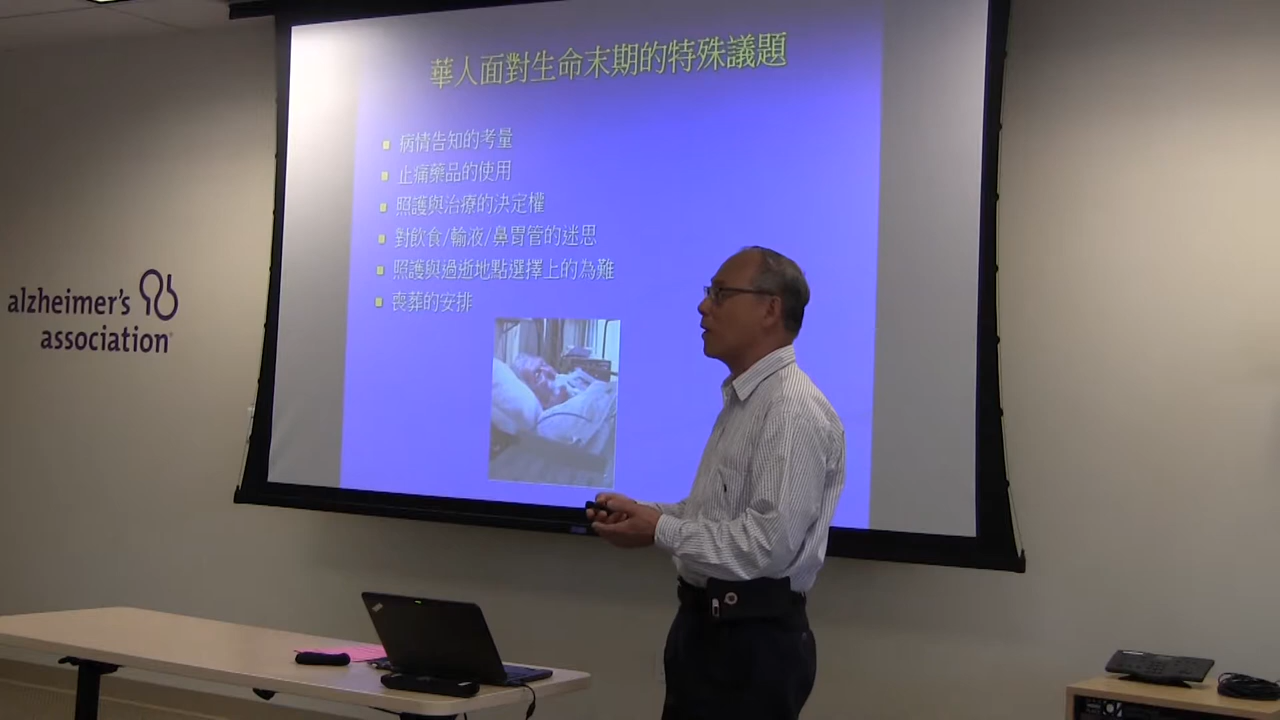 華人面對生命末期的特殊議題
病情告知的考量
止痛藥品的使用
照護與治療的決定權
對飲食/輸液/鼻胃管的迷思
照護與過逝地點選擇上的為難
喪葬的安排
alzheimer's
association®